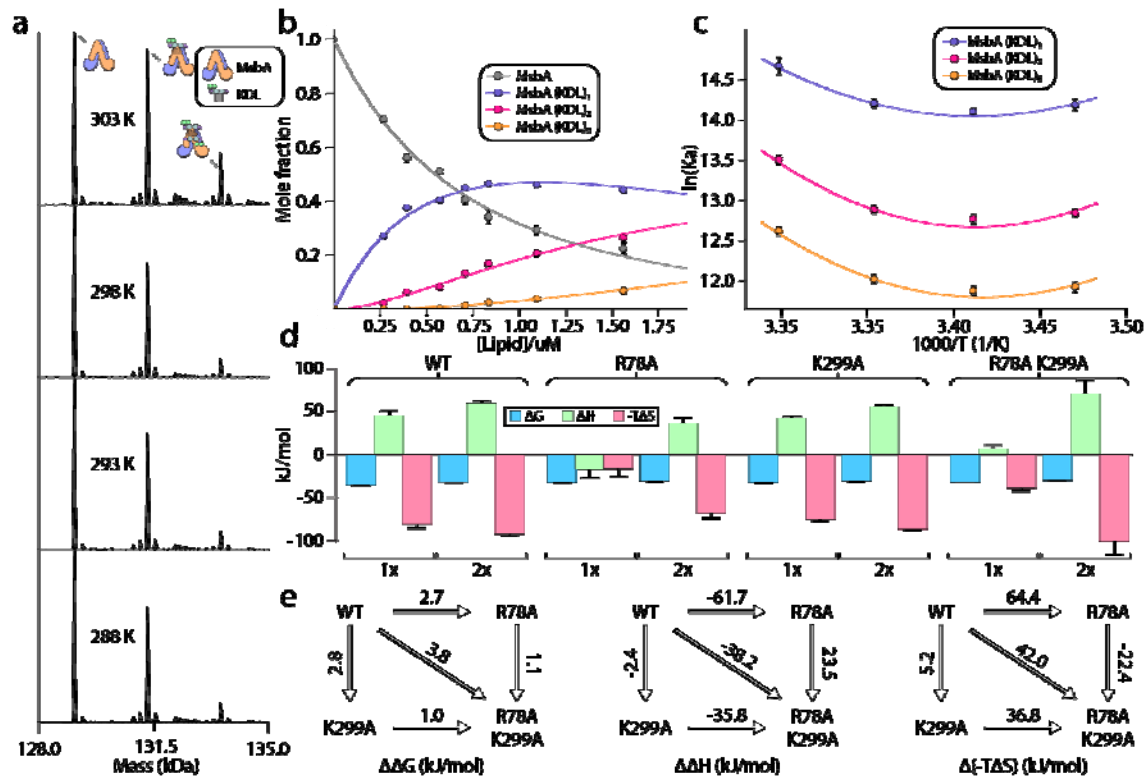 a
MsbA
KDL
303 K
298 K
293 K
288 K
128.0 131.5 135.0
Mass (kDa)
b
1.0
0.8
0.6
0.4
0.2
Mole fraction
MsbA
MsbA (KDL)₁
MsbA (KDL)₂
MsbA (KDL)₃
0.25 0.50 0.75 1.00 1.25 1.50 1.75
[Lipid]/uM
c
14.5
14.0
13.5
13.0
12.5
12.0
ln(Ka)
MsbA (KDL)₁
MsbA (KDL)₂
MsbA (KDL)₃
3.35 3.40 3.45 3.50
1000/T (1/K)
d
WT R78A K299A R78A K299A
100
50
0
-50
-100
kJ/mol
ΔG ΔH -TΔS
1x 2x 1x 2x 1x 2x 1x 2x
e
WT 2.7 R78A
2.8 3.8 1.1
K299A 1.0 R78A
K299A
ΔΔG (kJ/mol)
WT -61.7 R78A
-2.4 -38.2 23.5
K299A -35.8 R78A
K299A
ΔΔH (kJ/mol)
WT 64.4 R78A
5.2 42.0 -22.4
K299A 36.8 R78A
K299A
Δ(-TΔS) (kJ/mol)